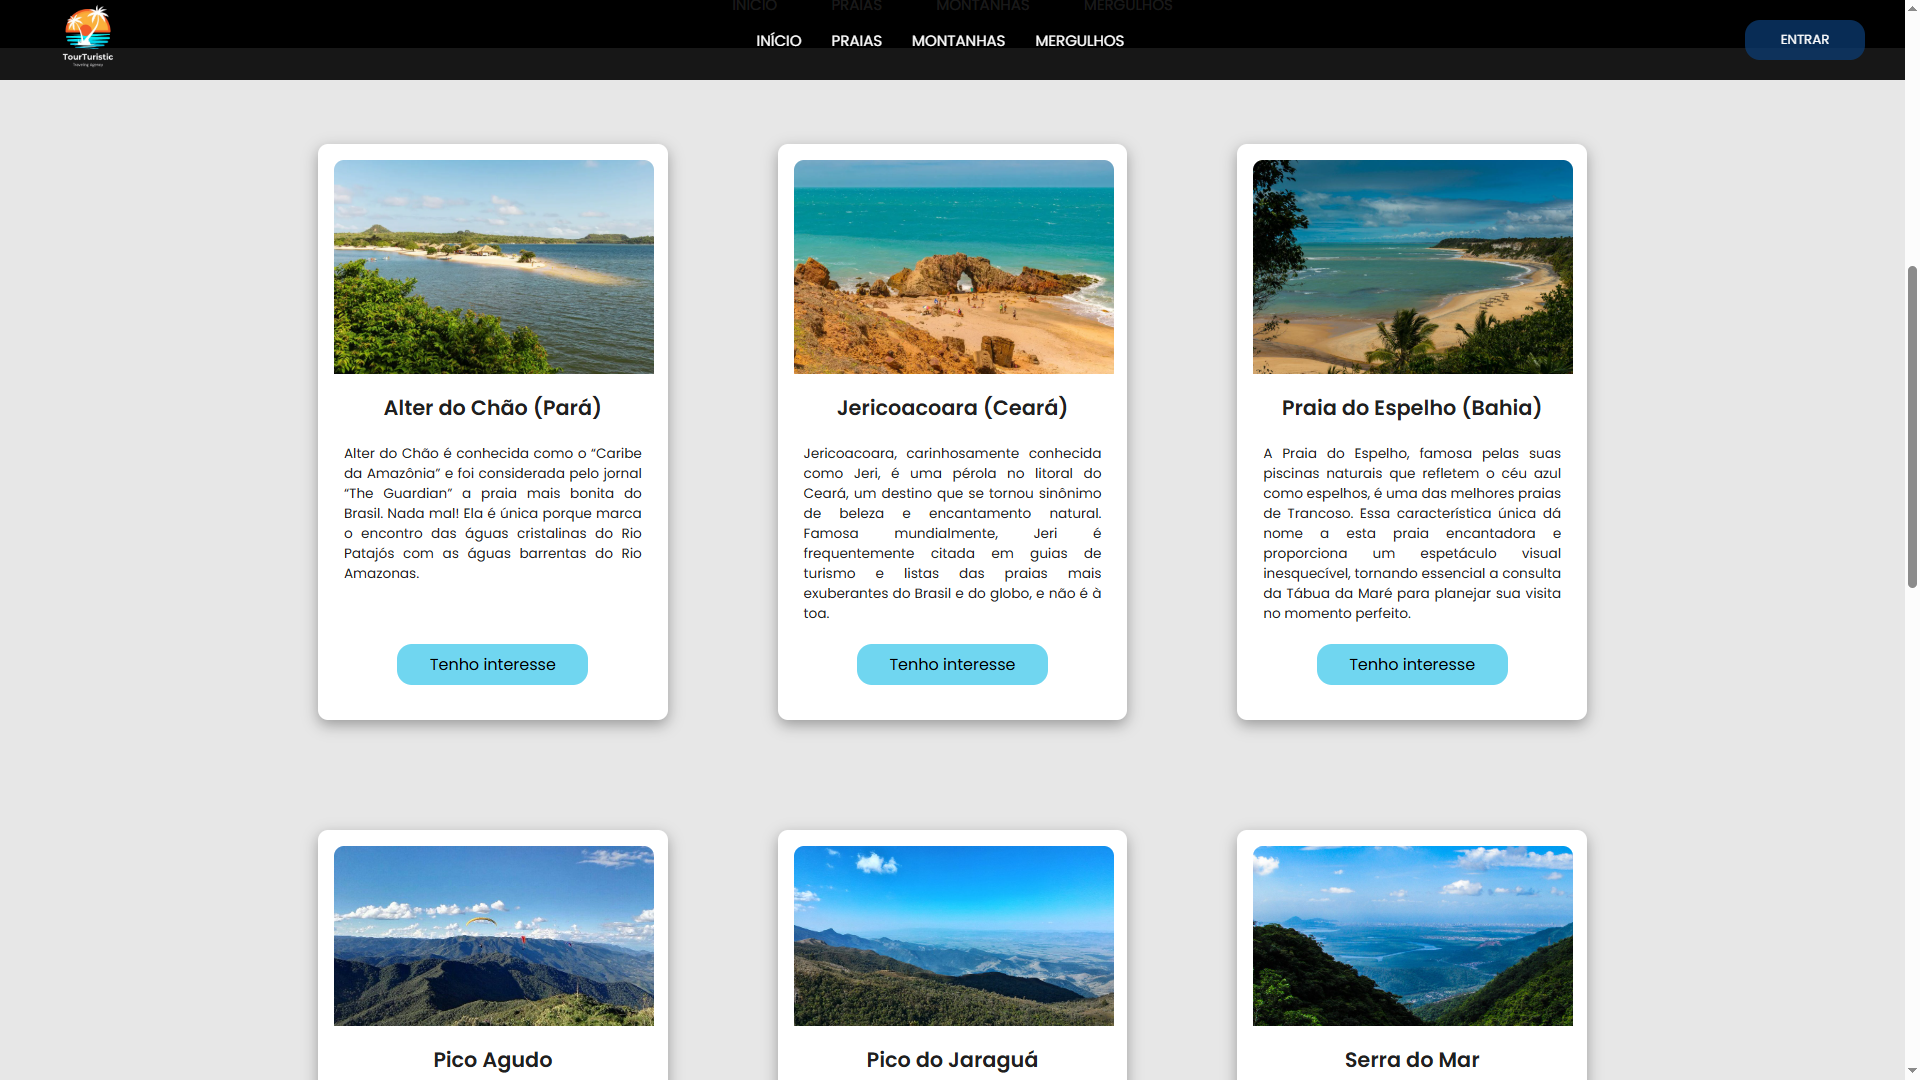 INÍCIO PRAIAS MONTANHAS MERGULHOS
TourTuristic
Traveling Agency
INÍCIO PRAIAS MONTANHAS MERGULHOS
ENTRAR
Alter do Chão (Pará)
Alter do Chão é conhecida como o “Caribe
da Amazônia” e foi considerada pelo jornal
“The Guardian” a praia mais bonita do
Brasil. Nada mal! Ela é única porque marca
o encontro das águas cristalinas do Rio
Patajós com as águas barrentas do Rio
Amazonas.
Tenho interesse
Jericoacoara (Ceará)
Jericoacoara, carinhosamente conhecida
como Jeri, é uma pérola no litoral do
Ceará, um destino que se tornou sinônimo
de beleza e encantamento natural.
Famosa mundialmente, Jeri é
frequentemente citada em guias de
turismo e listas das praias mais
exuberantes do Brasil e do globo, e não é à
toa.
Tenho interesse
Praia do Espelho (Bahia)
A Praia do Espelho, famosa pelas suas
piscinas naturais que refletem o céu azul
como espelhos, é uma das melhores praias
de Trancoso. Essa característica única dá
nome a esta praia encantadora e
proporciona um espetáculo visual
inesquecível, tornando essencial a consulta
da Tábua da Maré para planejar sua visita
no momento perfeito.
Tenho interesse
Pico Agudo
Pico do Jaraguá
Serra do Mar